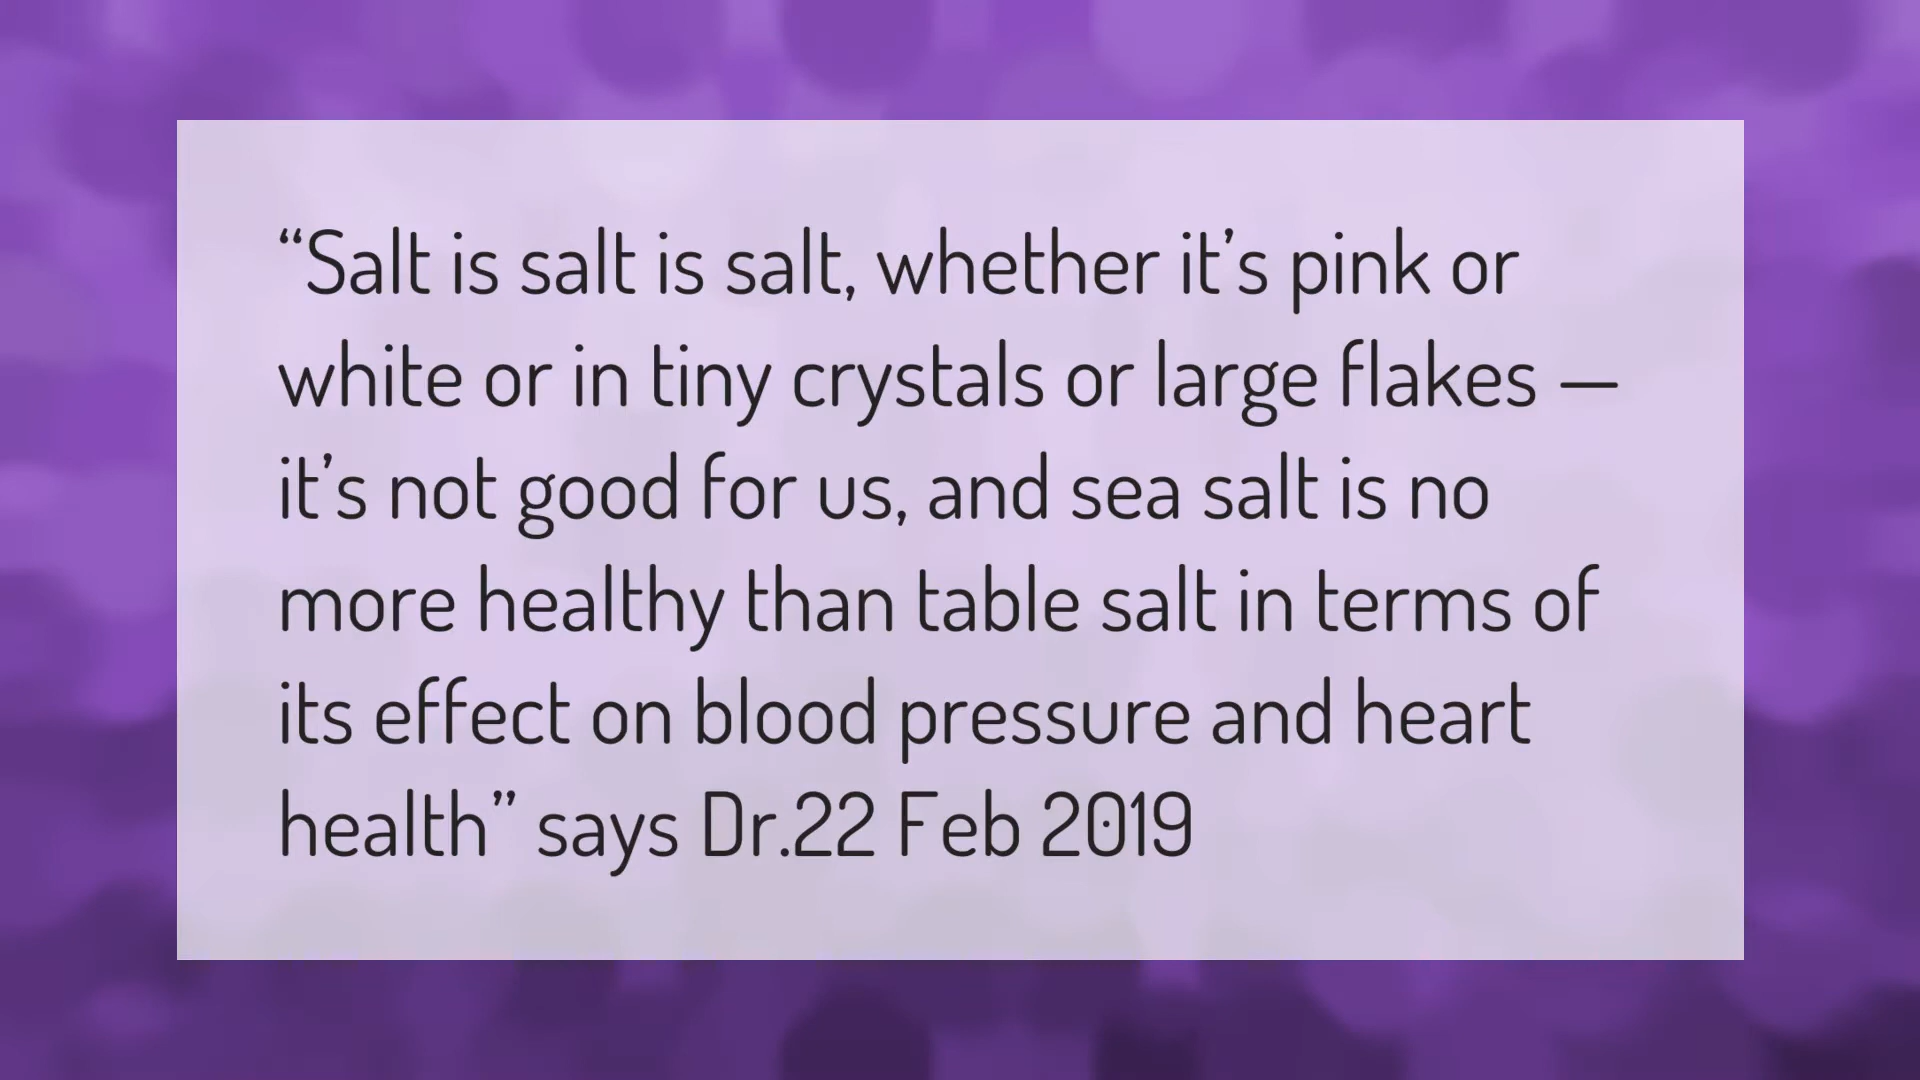 “Salt is salt is salt, whether it’s pink or
white or in tiny crystals or large flakes —
it’s not good for us, and sea salt is no
more healthy than table salt in terms of
its effect on blood pressure and heart
health” says Dr.22 Feb 2019